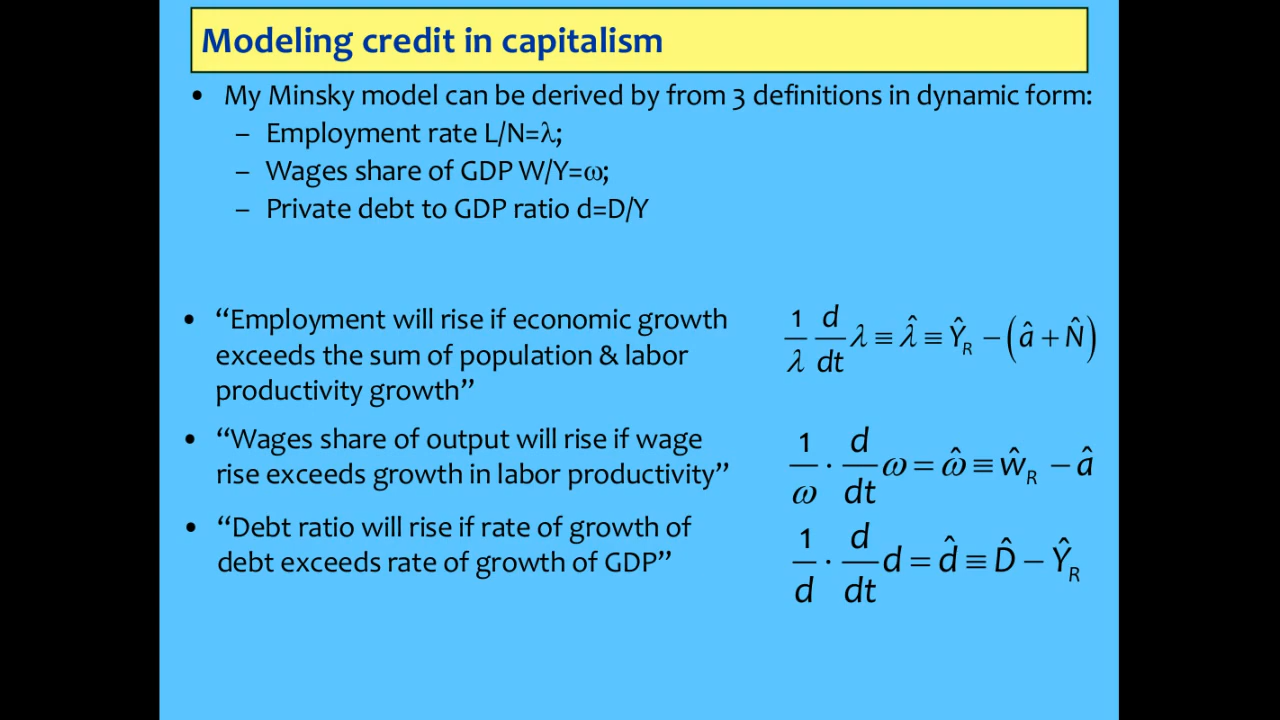 Modeling credit in capitalism
• My Minsky model can be derived by from 3 definitions in dynamic form:
– Employment rate L/N=λ;
– Wages share of GDP W/Y=ω;
– Private debt to GDP ratio d=D/Y
• “Employment will rise if economic growth
exceeds the sum of population & labor
productivity growth”
1/λ d/dt λ ≡ λ̂ ≡ Ŷ_R − (â + N̂)
• “Wages share of output will rise if wage
rise exceeds growth in labor productivity”
1/ω · d/dt ω = ω̂ ≡ ŵ_R − â
• “Debt ratio will rise if rate of growth of
debt exceeds rate of growth of GDP”
1/d · d/dt d = d̂ ≡ D̂ − Ŷ_R